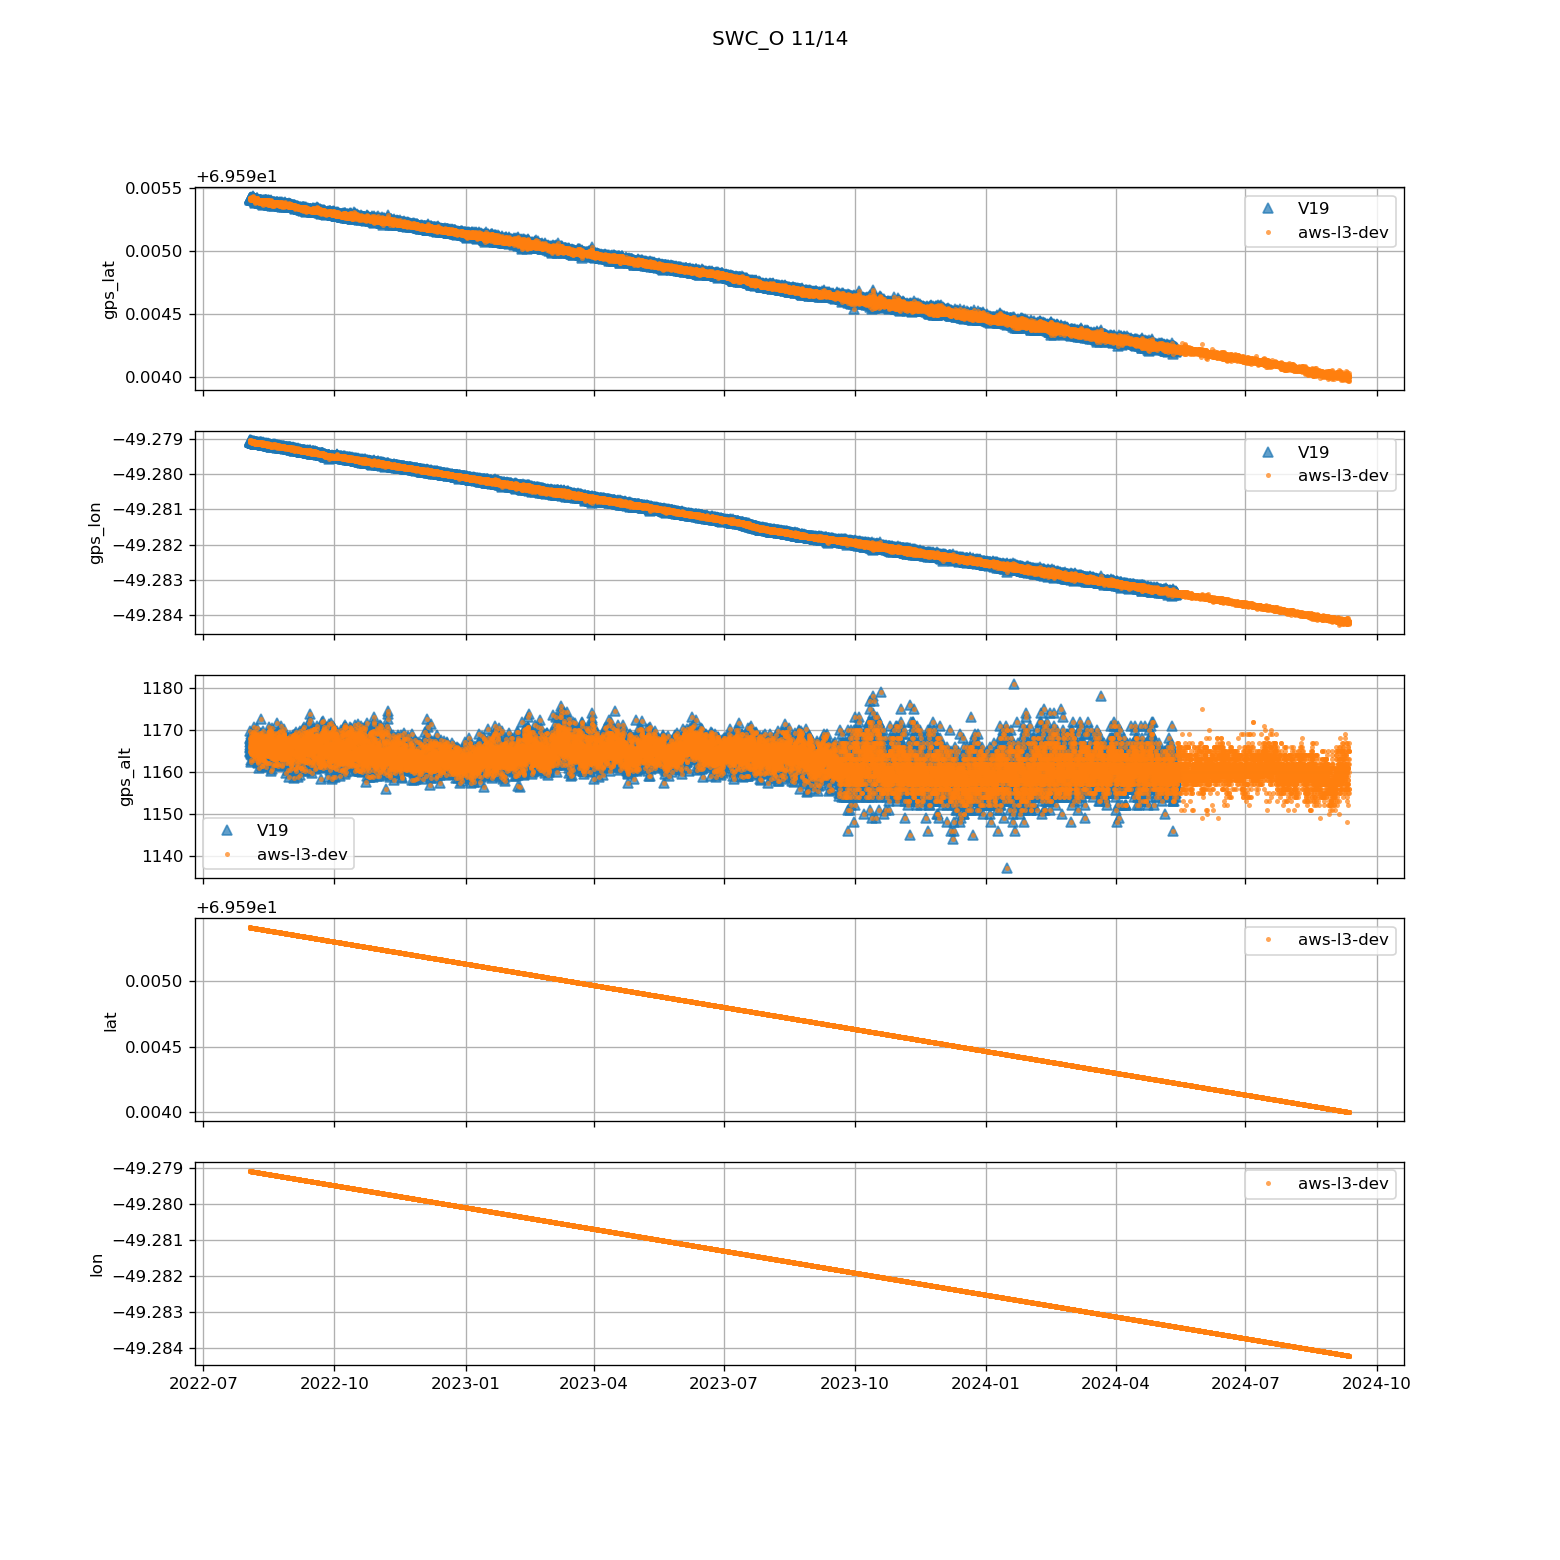 SWC_O 11/14
+6.959e1
0.0055
0.0050
0.0045
0.0040
gps_lat
V19
aws-l3-dev
−49.279
−49.280
−49.281
−49.282
−49.283
−49.284
gps_lon
V19
aws-l3-dev
1180
1170
1160
1150
1140
gps_alt
V19
aws-l3-dev
+6.959e1
0.0050
0.0045
0.0040
lat
aws-l3-dev
−49.279
−49.280
−49.281
−49.282
−49.283
−49.284
lon
aws-l3-dev
2022-07 2022-10 2023-01 2023-04 2023-07 2023-10 2024-01 2024-04 2024-07 2024-10